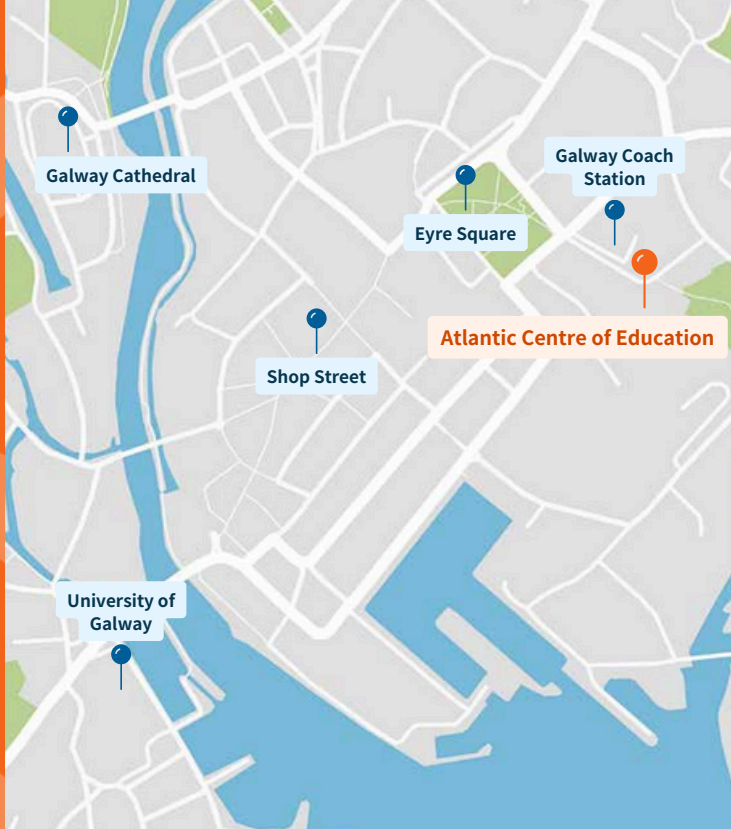 Galway Coach
Station
Galway Cathedral
Eyre Square
Atlantic Centre of Education
Shop Street
University of
Galway